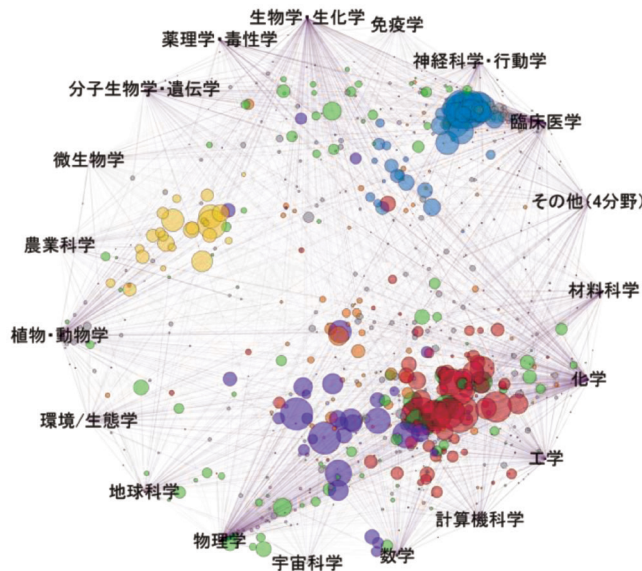 生物学・生化学
免疫学
薬理学・毒性学
神経科学・行動学
分子生物学・遺伝学
臨床医学
微生物学
その他(4分野)
農業科学
材料科学
植物・動物学
化学
環境/生態学
工学
地球科学
計算機科学
物理学
数学
宇宙科学